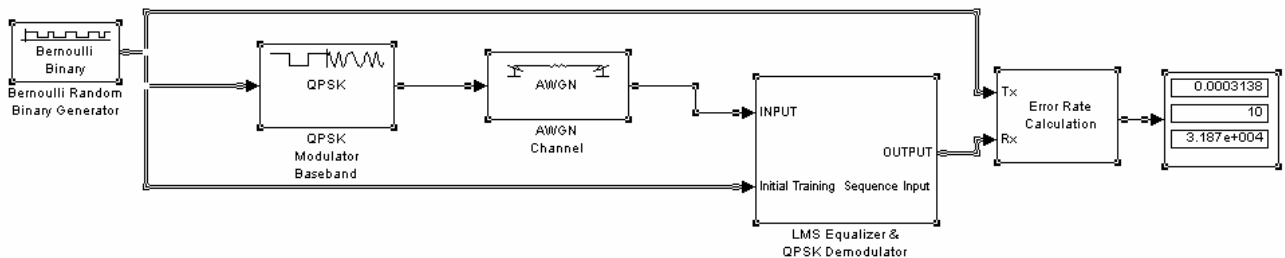 Bernoulli
Binary
Bernoulli Random
Binary Generator
QPSK
QPSK
Modulator
Baseband
AWGN
AWGN
Channel
INPUT
OUTPUT
Initial Training Sequence Input
LMS Equalizer &
QPSK Demodulator
Tx
Error Rate
Calculation
Rx
0.0003138
10
3.187e+004